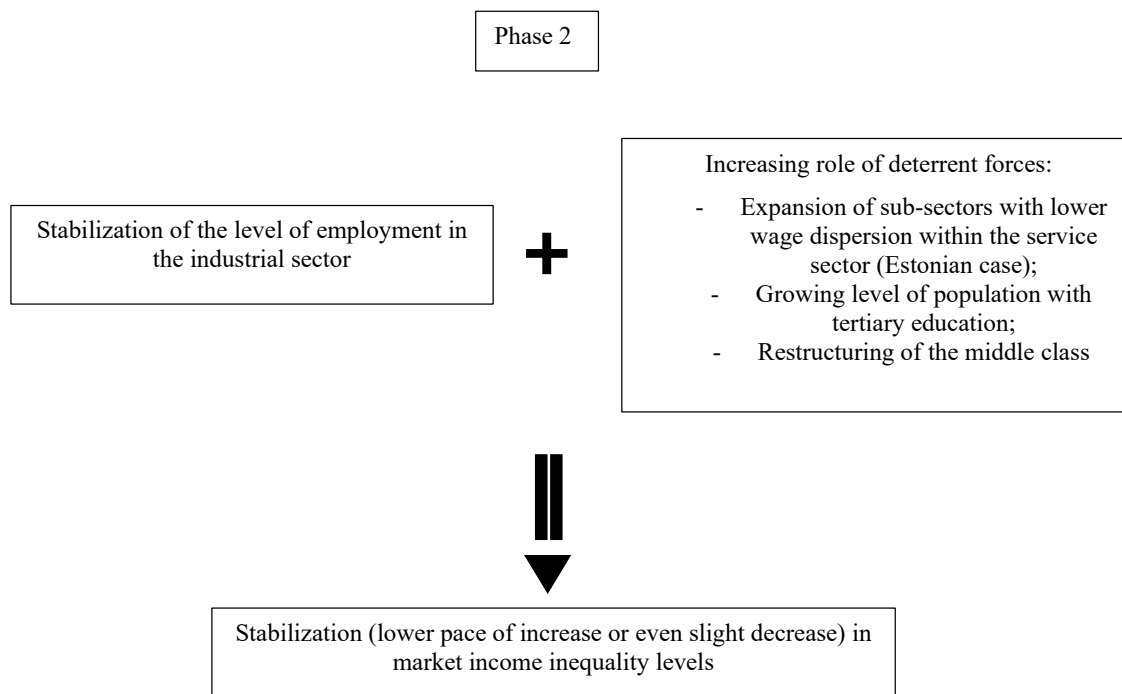 Phase 2
Stabilization of the level of employment in
the industrial sector
Increasing role of deterrent forces:
- Expansion of sub-sectors with lower
wage dispersion within the service
sector (Estonian case);
- Growing level of population with
tertiary education;
- Restructuring of the middle class
Stabilization (lower pace of increase or even slight decrease) in
market income inequality levels